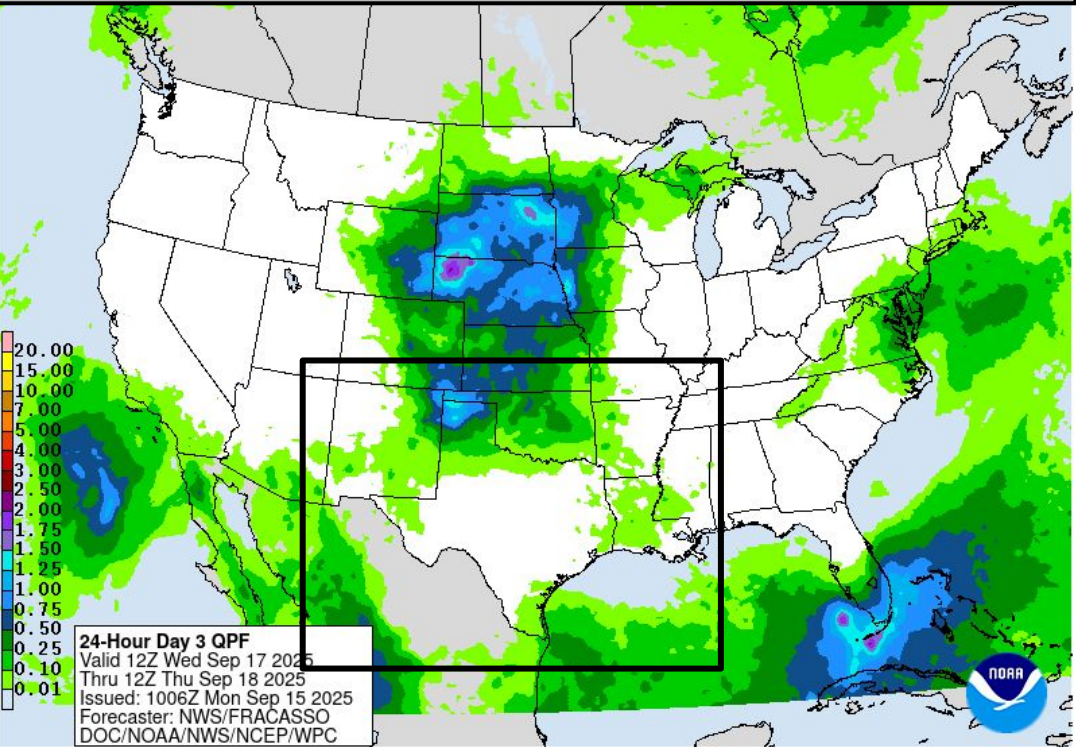 20.00
15.00
10.00
7.00
5.00
4.00
3.00
2.50
2.00
1.75
1.50
1.25
1.00
0.75
0.50
0.25
0.10
0.01
24-Hour Day 3 QPF
Valid 12Z Wed Sep 17 2025
Thru 12Z Thu Sep 18 2025
Issued: 1006Z Mon Sep 15 2025
Forecaster: NWS/FRACASSO
DOC/NOAA/NWS/NCEP/WPC
NOAA